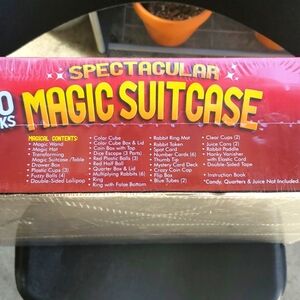 SPECTACULAR
MAGIC SUITCASE
MAGICAL CONTENTS:
• Magic Wand
• Magic Hat
• Transforming
Magic Suitcase /Table
• Drawer Box
• Plastic Cups (3)
• Fuzzy Balls (4)
• Double-Sided Lollipop
• Color Cube
• Color Cube Box & Lid
• Coin Box with Top
• Dice Escape (3 Parts)
• Red Plastic Balls (3)
• Red Half Ball
• Quarter Box & Lid
• Multiplying Rabbits (6)
• Ring
• Ring with False Bottom
• Rabbit Ring Mat
• Rabbit Token
• Spot Card
• Number Cards (6)
• Thumb Tip
• Mystery Card Deck
• Crazy Coin Cap
• Flip Box
• Blue Tubes (2)
• Clear Cups (2)
• Juice Cans (2)
• Rabbit Paddle
• Hanky Vanisher
with Elastic Cord
• Double-Sided Tape
• Instruction Book
*Candy, Quarters & Juice Not Included.